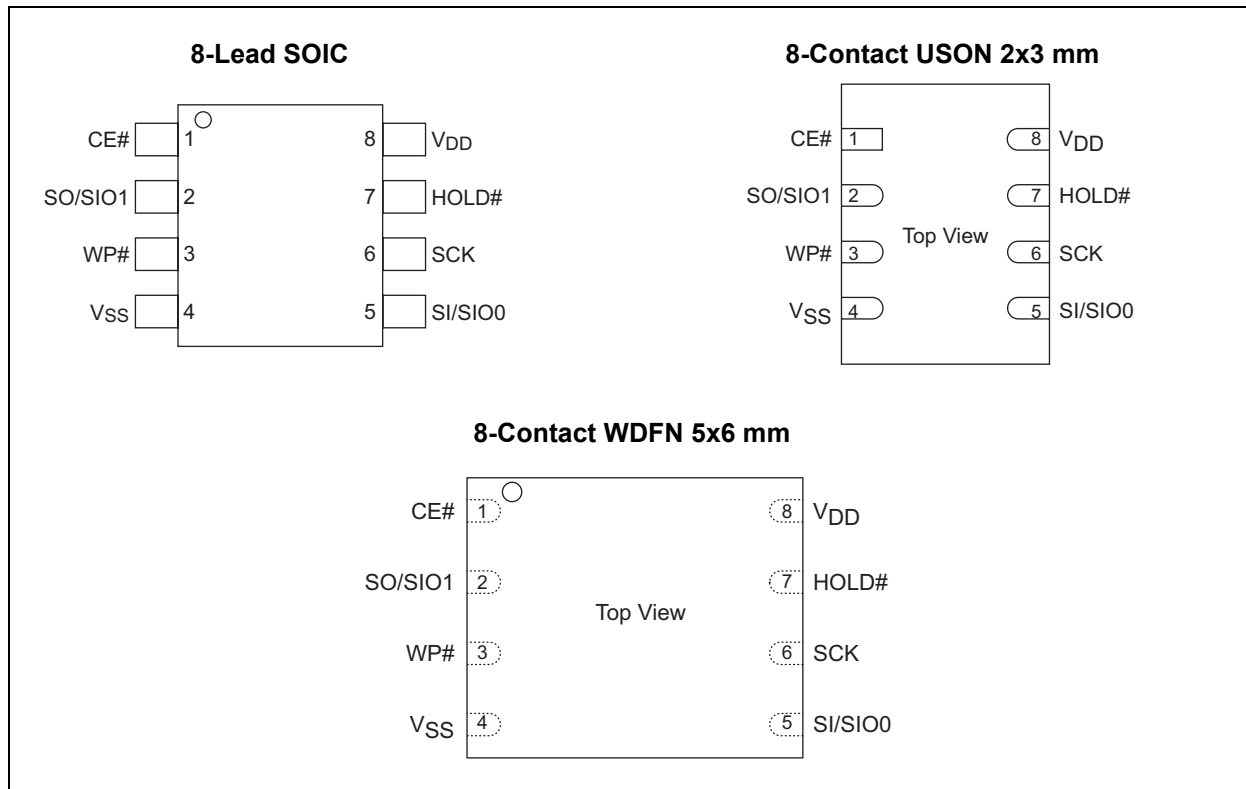 8-Lead SOIC
CE# 1 8 VDD
SO/SIO1 2 7 HOLD#
WP# 3 6 SCK
VSS 4 5 SI/SIO0
8-Contact USON 2x3 mm
CE# 1 8 VDD
SO/SIO1 2 7 HOLD#
Top View
WP# 3 6 SCK
VSS 4 5 SI/SIO0
8-Contact WDFN 5x6 mm
CE# 1 8 VDD
SO/SIO1 2 7 HOLD#
Top View
WP# 3 6 SCK
VSS 4 5 SI/SIO0